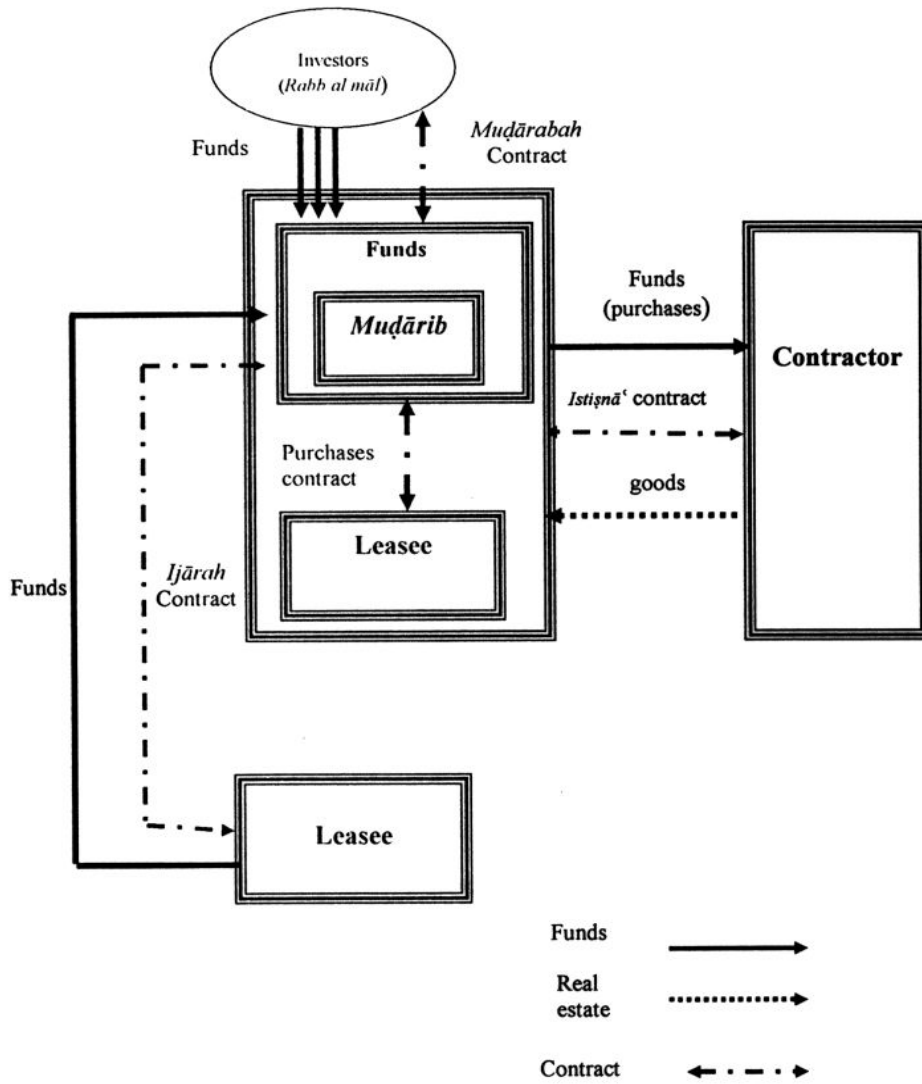 Investors
(Rabb al māl)
Funds
Muḍārabah
Contract
Funds
Muḍārib
Funds
(purchases)
Contractor
Istiṣnāʿ contract
Purchases
contract
goods
Leasee
Ijārah
Contract
Funds
Leasee
Funds
Real
estate
Contract